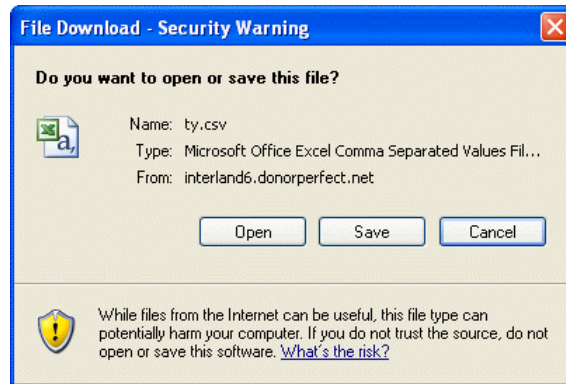 File Download - Security Warning
Do you want to open or save this file?
a,
Name: ty.csv
Type: Microsoft Office Excel Comma Separated Values Fil...
From: interland6.donorperfect.net
Open Save Cancel
While files from the Internet can be useful, this file type can
potentially harm your computer. If you do not trust the source, do not
open or save this software. What's the risk?